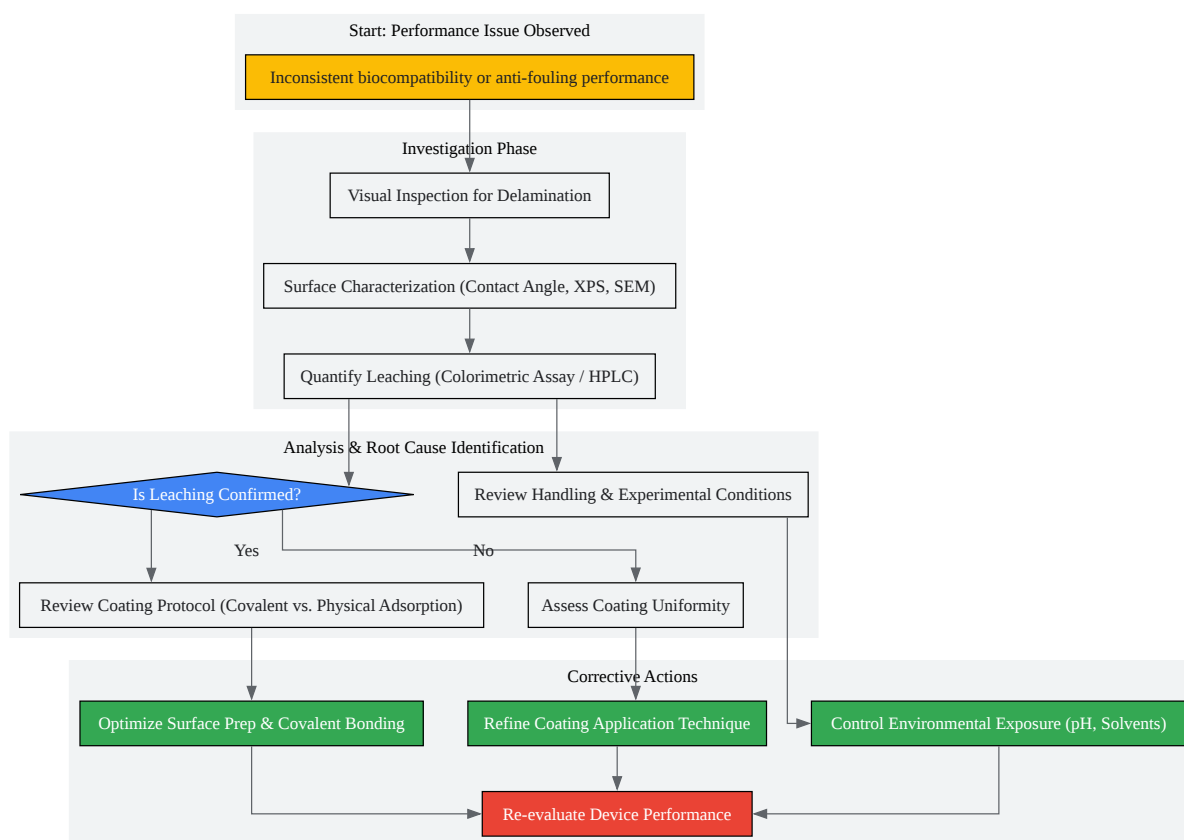 Start: Performance Issue Observed
Inconsistent biocompatibility or anti-fouling performance
Investigation Phase
Visual Inspection for Delamination
Surface Characterization (Contact Angle, XPS, SEM)
Quantify Leaching (Colorimetric Assay / HPLC)
Analysis & Root Cause Identification
Is Leaching Confirmed?
Review Handling & Experimental Conditions
Yes
No
Review Coating Protocol (Covalent vs. Physical Adsorption)
Assess Coating Uniformity
Corrective Actions
Optimize Surface Prep & Covalent Bonding
Refine Coating Application Technique
Control Environmental Exposure (pH, Solvents)
Re-evaluate Device Performance